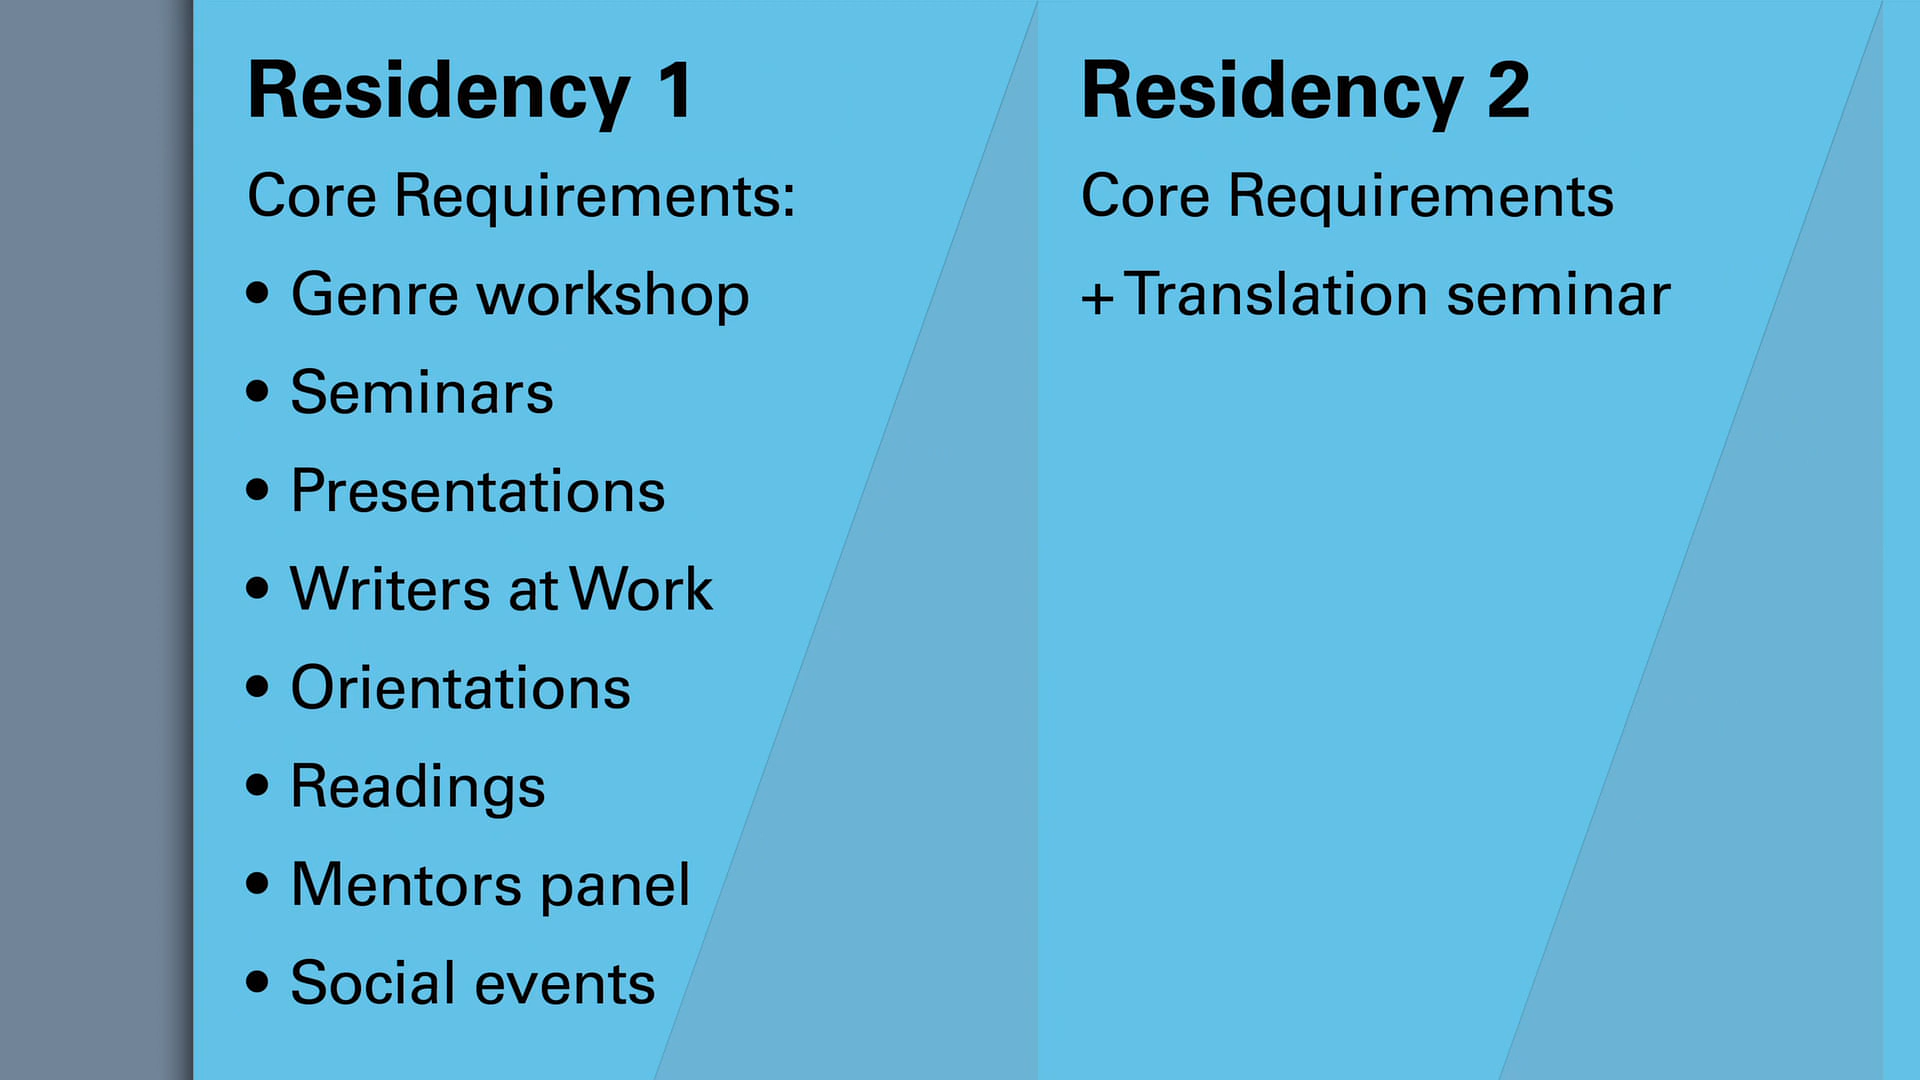 Residency 1
Core Requirements:
• Genre workshop
• Seminars
• Presentations
• Writers at Work
• Orientations
• Readings
• Mentors panel
• Social events
Residency 2
Core Requirements
+ Translation seminar